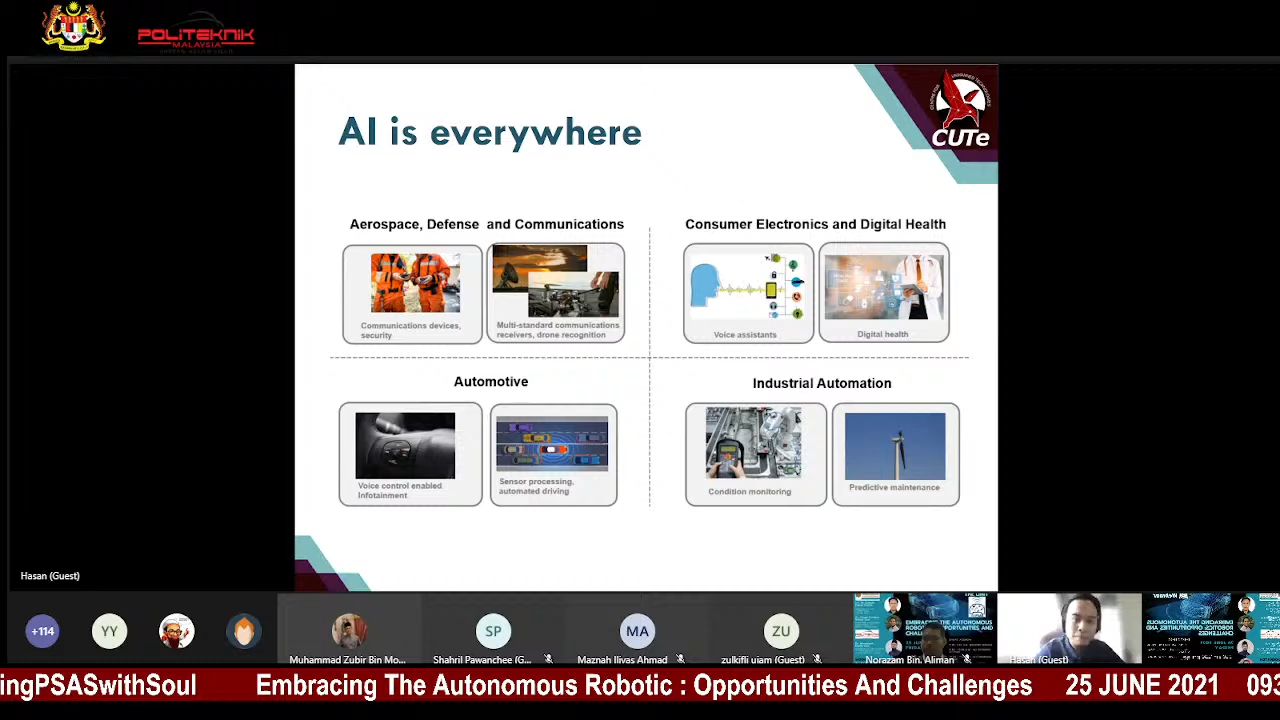 POLITEKNIK
MALAYSIA
AI is everywhere
CUTe
Aerospace, Defense and Communications
Communications devices,
security
Multi-standard communications
receivers, drone recognition
Consumer Electronics and Digital Health
Voice assistants
Digital health
Automotive
Voice control enabled
Infotainment
Sensor processing,
automated driving
Industrial Automation
Condition monitoring
Predictive maintenance
Hasan (Guest)
+114
YY
Muhammad Zubir Bin Mo...
SP
Shahril Pawanchee (G...
MA
Maznah Iliyas Ahmad
ZU
zulkifli ujam (Guest)
EMBRACING THE AUTONOMOUS
Norazam Bin. Aliman
Hasan (Guest)
ingPSASwithSoul
Embracing The Autonomous Robotic : Opportunities And Challenges
25 JUNE 2021
093